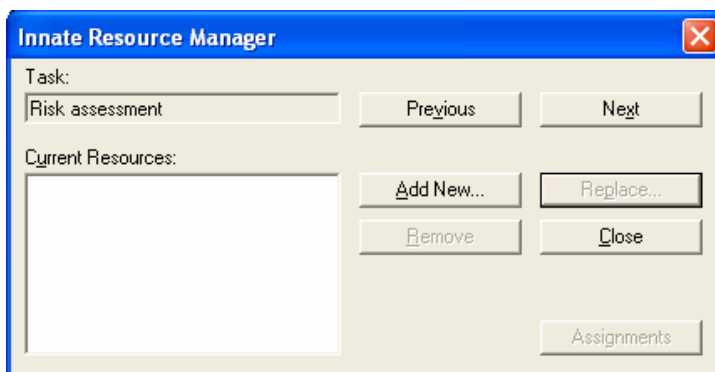 Innate Resource Manager
Task:
Risk assessment
Previous
Next
Current Resources:
Add New...
Replace...
Remove
Close
Assignments